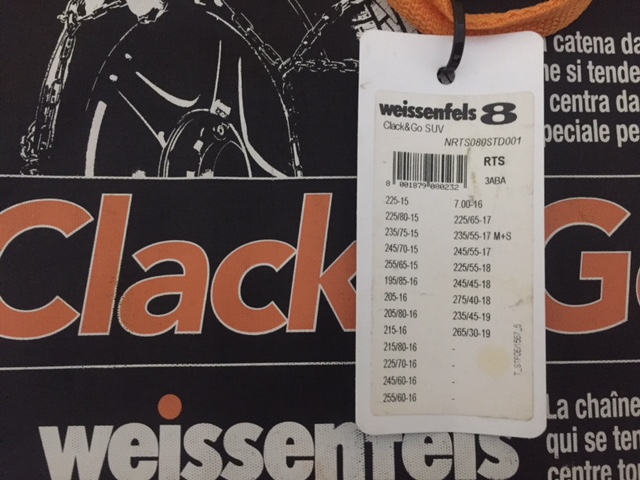 catena da
ne si tende
centra da
peciale pe
weissenfels 8
Clack&Go SUV
NRTS080STD001
RTS
3ABA
8 001879 080232
225-15
225/80-15
235/75-15
245/70-15
255/65-15
195/85-16
205-16
205/80-16
215-16
215/80-16
225/70-16
245/60-16
255/60-16
7.00-16
225/65-17
235/55-17 M+S
245/55-17
225/55-18
245/45-18
275/40-18
235/45-19
265/30-19
-
-
-
-
Clack
G
weissenfels
La chaîne
qui se ten
centre to